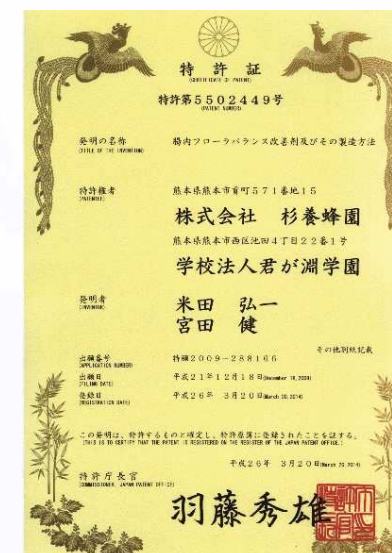 特許証
(CERTIFICATE OF PATENT)
特許第5502449号
(PATENT NUMBER)
発明の名称
(TITLE OF THE INVENTION)
腸内フローラバランス改善剤及びその製造方法
特許権者
(PATENTEE)
熊本県熊本市貢町571番地15
株式会社 杉養蜂園
熊本県熊本市西区池田4丁目22番1号
学校法人君が淵学園
発明者
(INVENTOR)
米田 弘一
宮田 健
その他別紙記載
出願番号
(APPLICATION NUMBER)
特願2009-288166
出願日
(FILING DATE)
平成21年12月18日(December 18,2009)
登録日
(REGISTRATION DATE)
平成26年 3月20日(March 20,2014)
この発明は、特許するものと確定し、特許原簿に登録されたことを証する。
(THIS IS TO CERTIFY THAT THE PATENT IS REGISTERED ON THE REGISTER OF THE JAPAN PATENT OFFICE.)
平成26年 3月20日(March 20,2014)
特許庁長官
(COMMISSIONER, JAPAN PATENT OFFICE)
羽藤秀雄